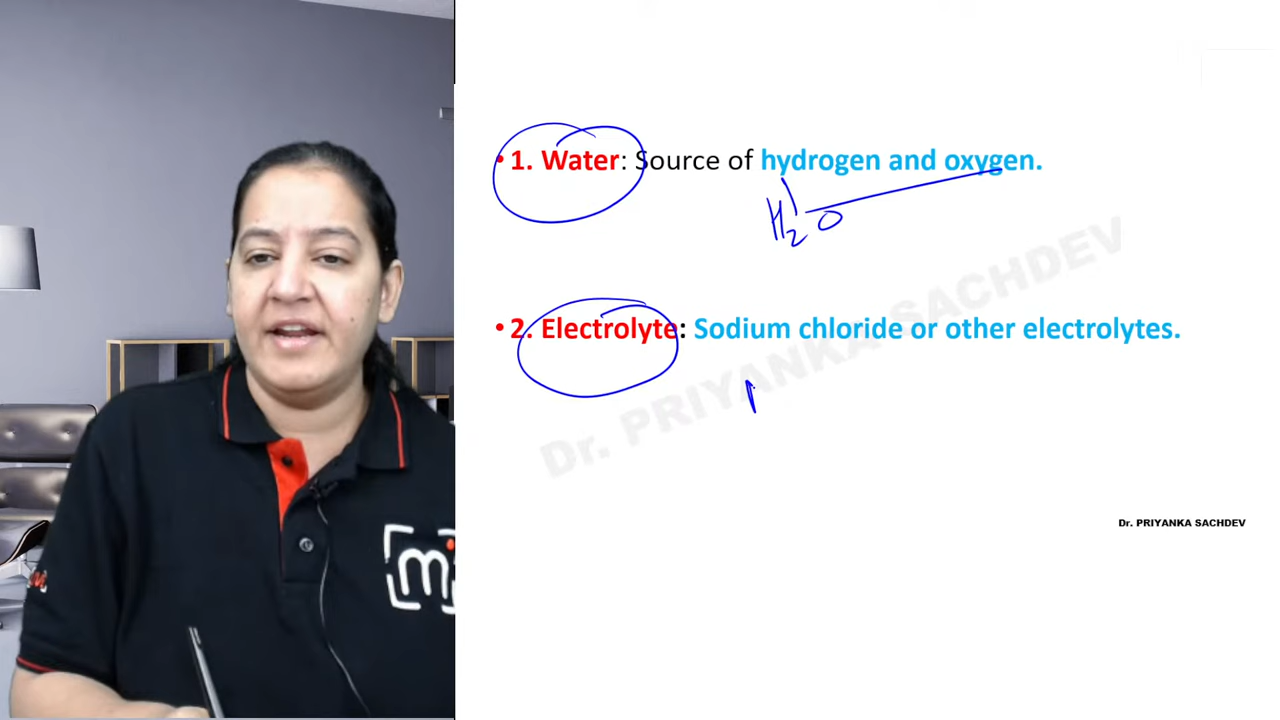 • 1. Water: Source of hydrogen and oxygen.
H2O
• 2. Electrolyte: Sodium chloride or other electrolytes.
Dr. PRIYANKA SACHDEV
Dr. PRIYANKA SACHDEV